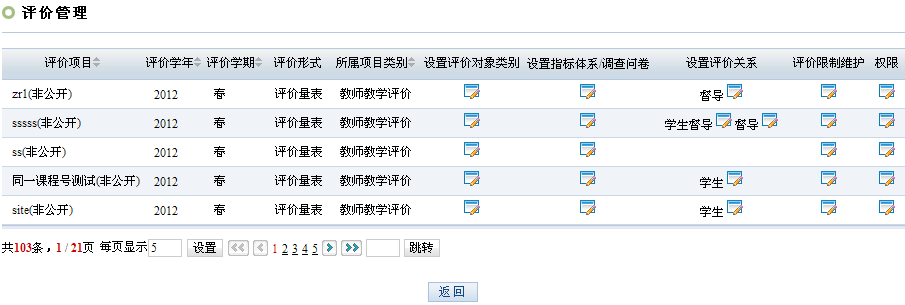 评价管理
评价项目 评价学年 评价学期 评价形式 所属项目类别 设置评价对象类别 设置指标体系/调查问卷 设置评价关系 评价限制维护 权限
zr1(非公开) 2012 春 评价量表 教师教学评价 督导
sssss(非公开) 2012 春 评价量表 教师教学评价 学生督导 督导
ss(非公开) 2012 春 评价量表 教师教学评价
同一课程号测试(非公开) 2012 春 评价量表 教师教学评价 学生
site(非公开) 2012 春 评价量表 教师教学评价 学生
共103条，1 / 21页 每页显示 5 设置 1 2 3 4 5 跳转
返回